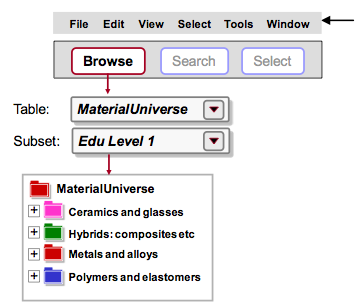 File Edit View Select Tools Window
Browse Search Select
Table: MaterialUniverse
Subset: Edu Level 1
MaterialUniverse
+ Ceramics and glasses
+ Hybrids: composites etc
+ Metals and alloys
+ Polymers and elastomers